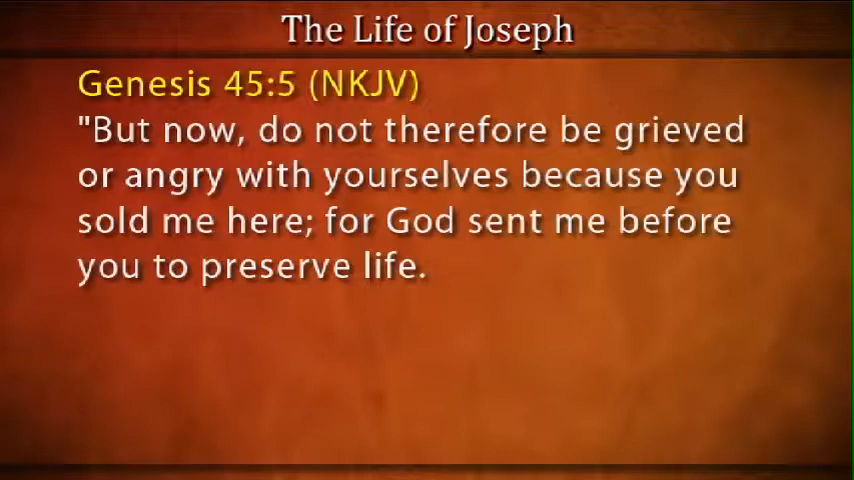 The Life of Joseph
Genesis 45:5 (NKJV)
"But now, do not therefore be grieved
or angry with yourselves because you
sold me here; for God sent me before
you to preserve life.